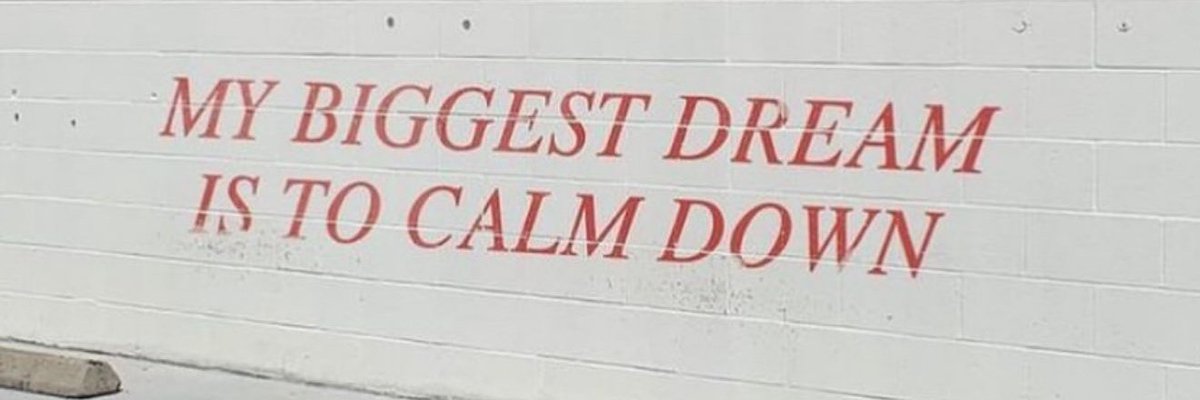 MY BIGGEST DREAM
IS TO CALM DOWN